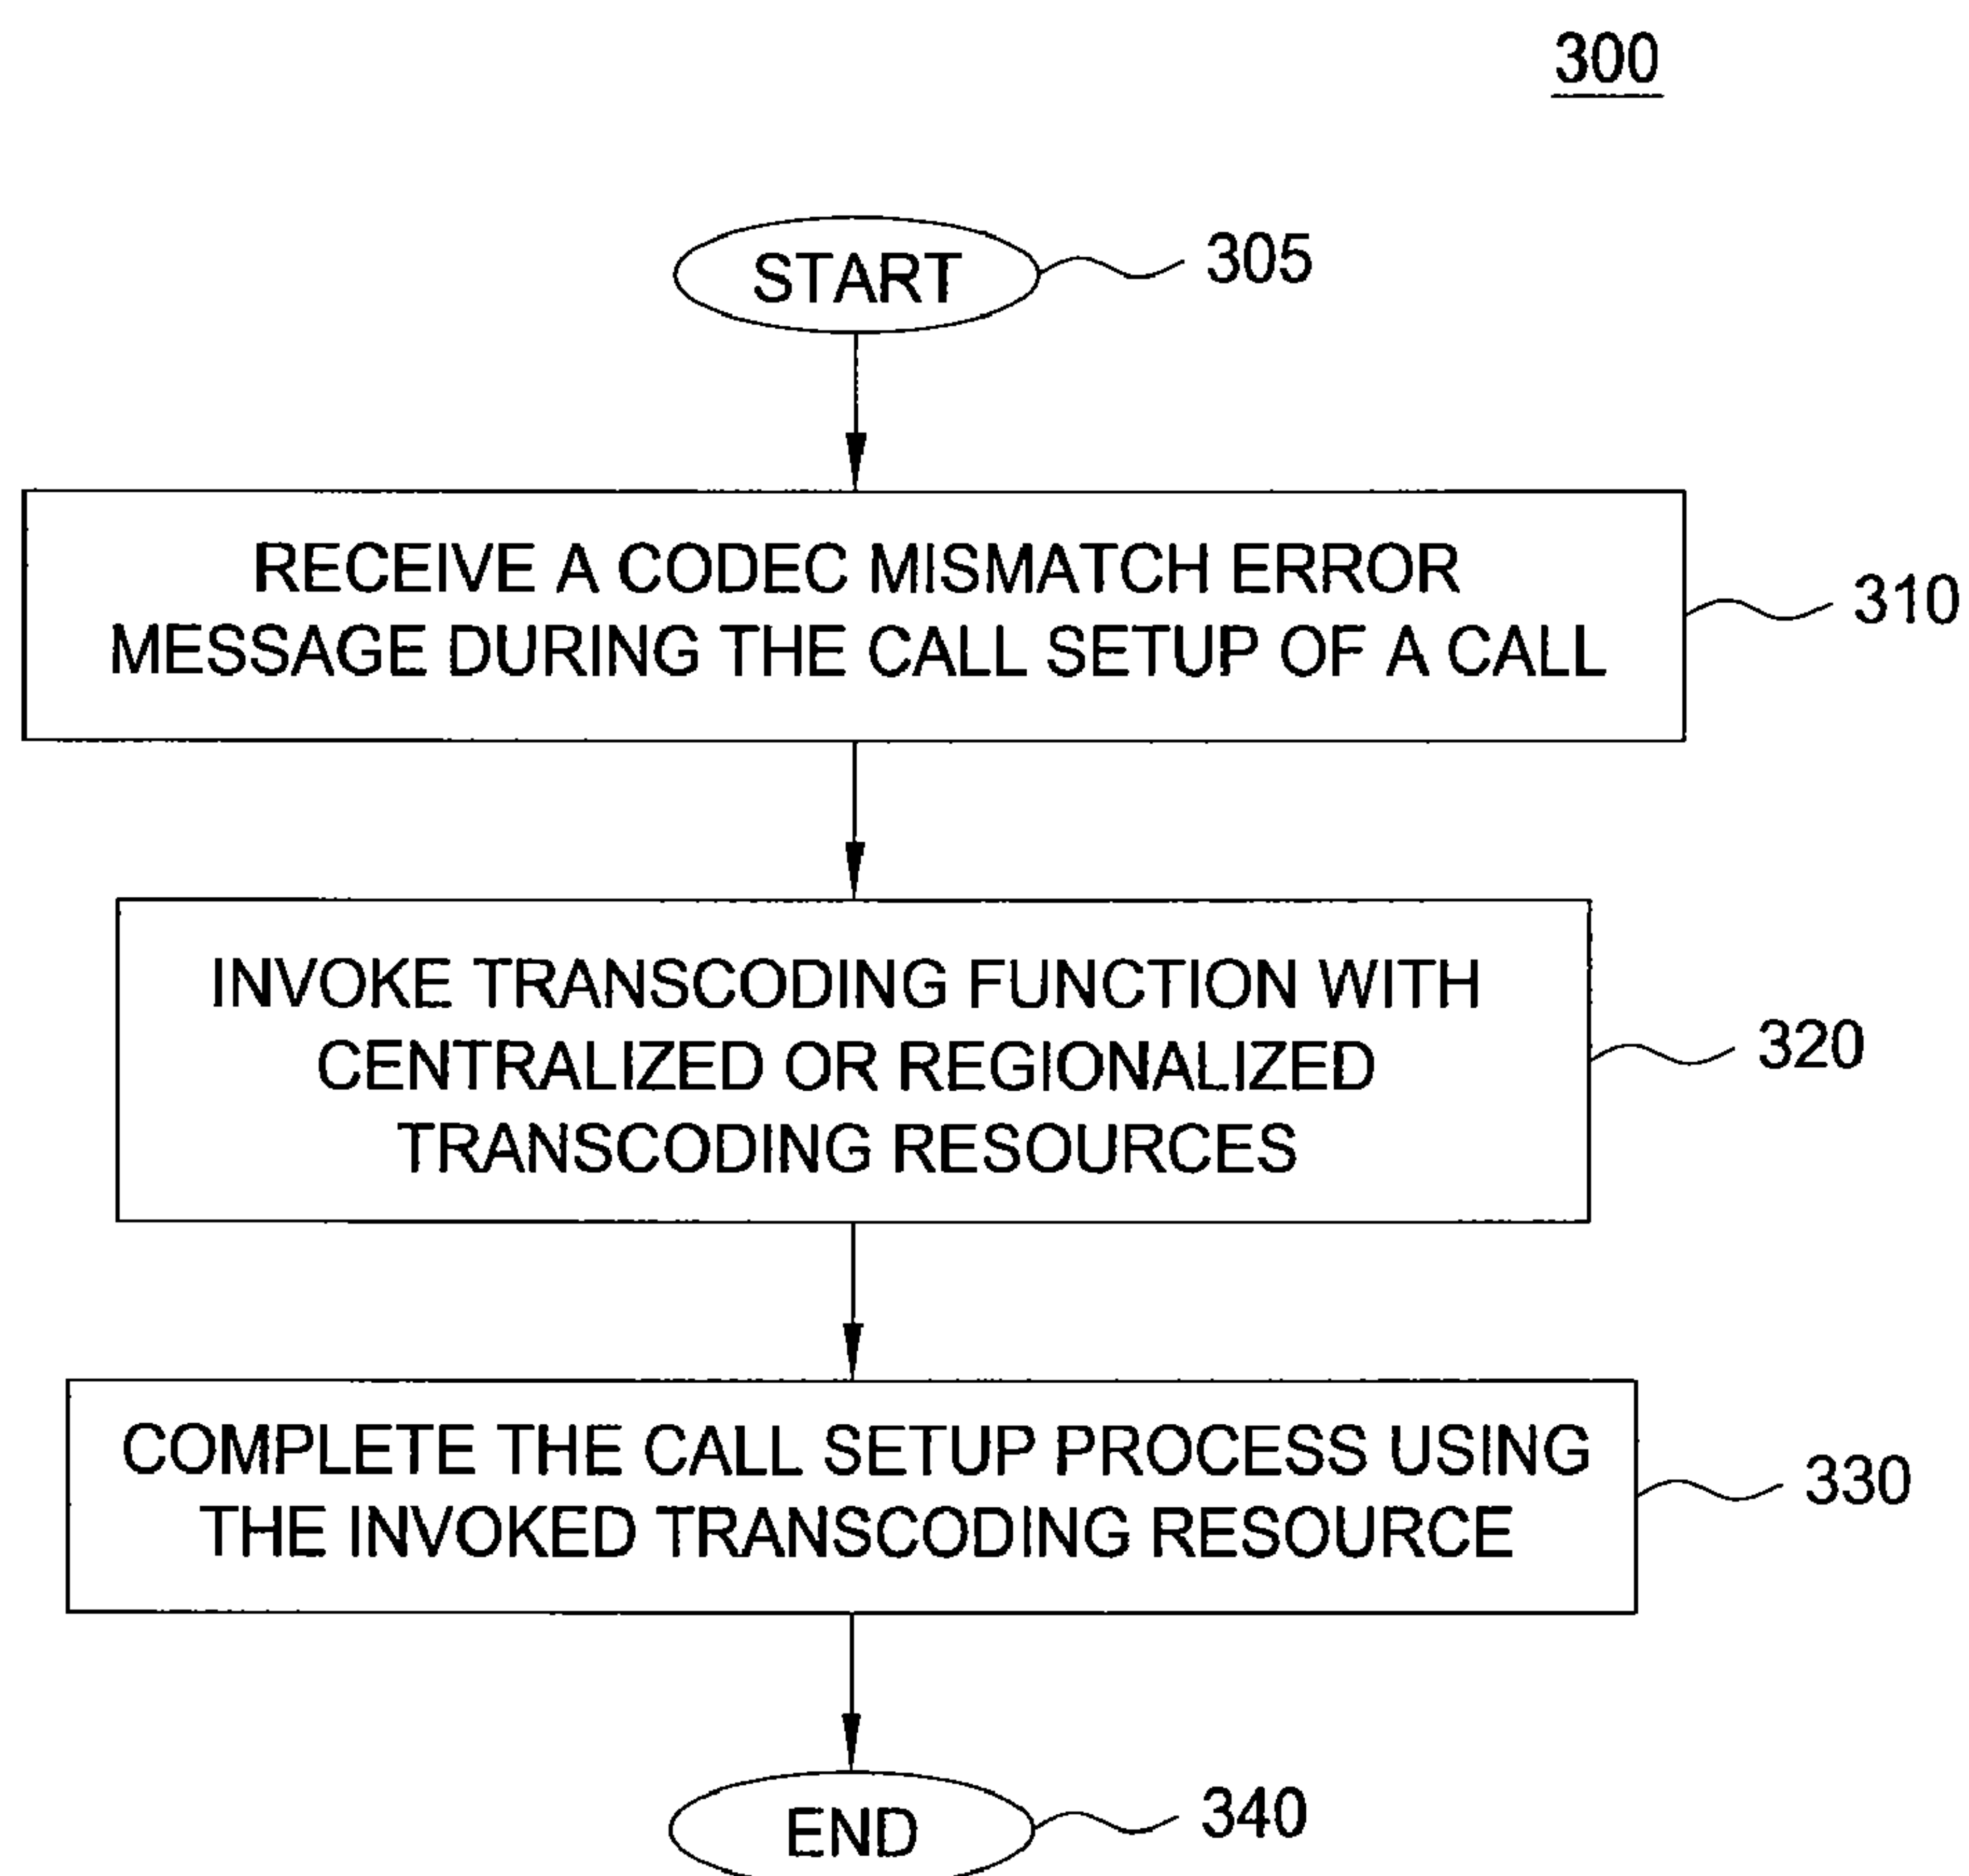 300
START
305
RECEIVE A CODEC MISMATCH ERROR
MESSAGE DURING THE CALL SETUP OF A CALL
310
INVOKE TRANSCODING FUNCTION WITH
CENTRALIZED OR REGIONALIZED
TRANSCODING RESOURCES
320
COMPLETE THE CALL SETUP PROCESS USING
THE INVOKED TRANSCODING RESOURCE
330
END
340